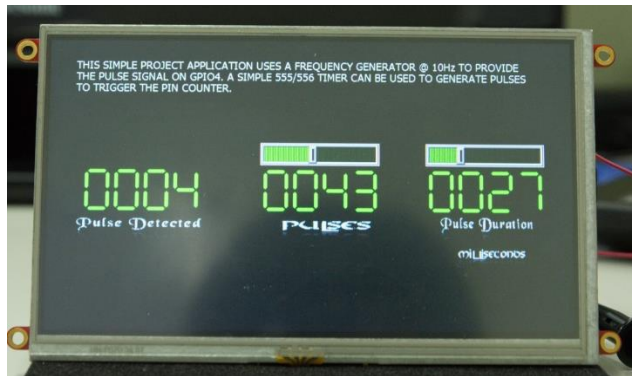 THIS SIMPLE PROJECT APPLICATION USES A FREQUENCY GENERATOR @ 10Hz TO PROVIDE
THE PULSE SIGNAL ON GPIO4. A SIMPLE 555/556 TIMER CAN BE USED TO GENERATE PULSES
TO TRIGGER THE PIN COUNTER.
0004 0043 0027
Pulse Detected PULSES Pulse Duration
milliseconds